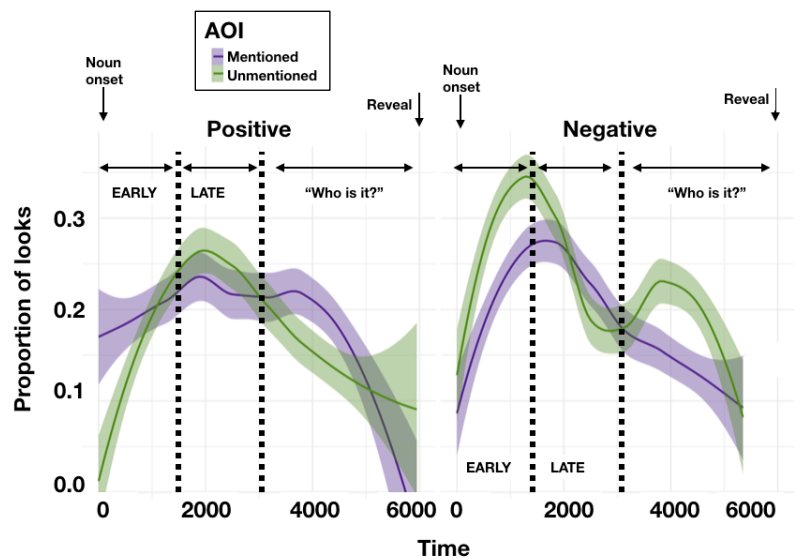 AOI
Mentioned
Unmentioned
Noun
onset
Reveal
Noun
onset
Reveal
Positive
Negative
EARLY
LATE
“Who is it?”
“Who is it?”
Proportion of looks
0.3
0.2
0.1
0.0
EARLY
LATE
0
2000
4000
6000
0
2000
4000
6000
Time